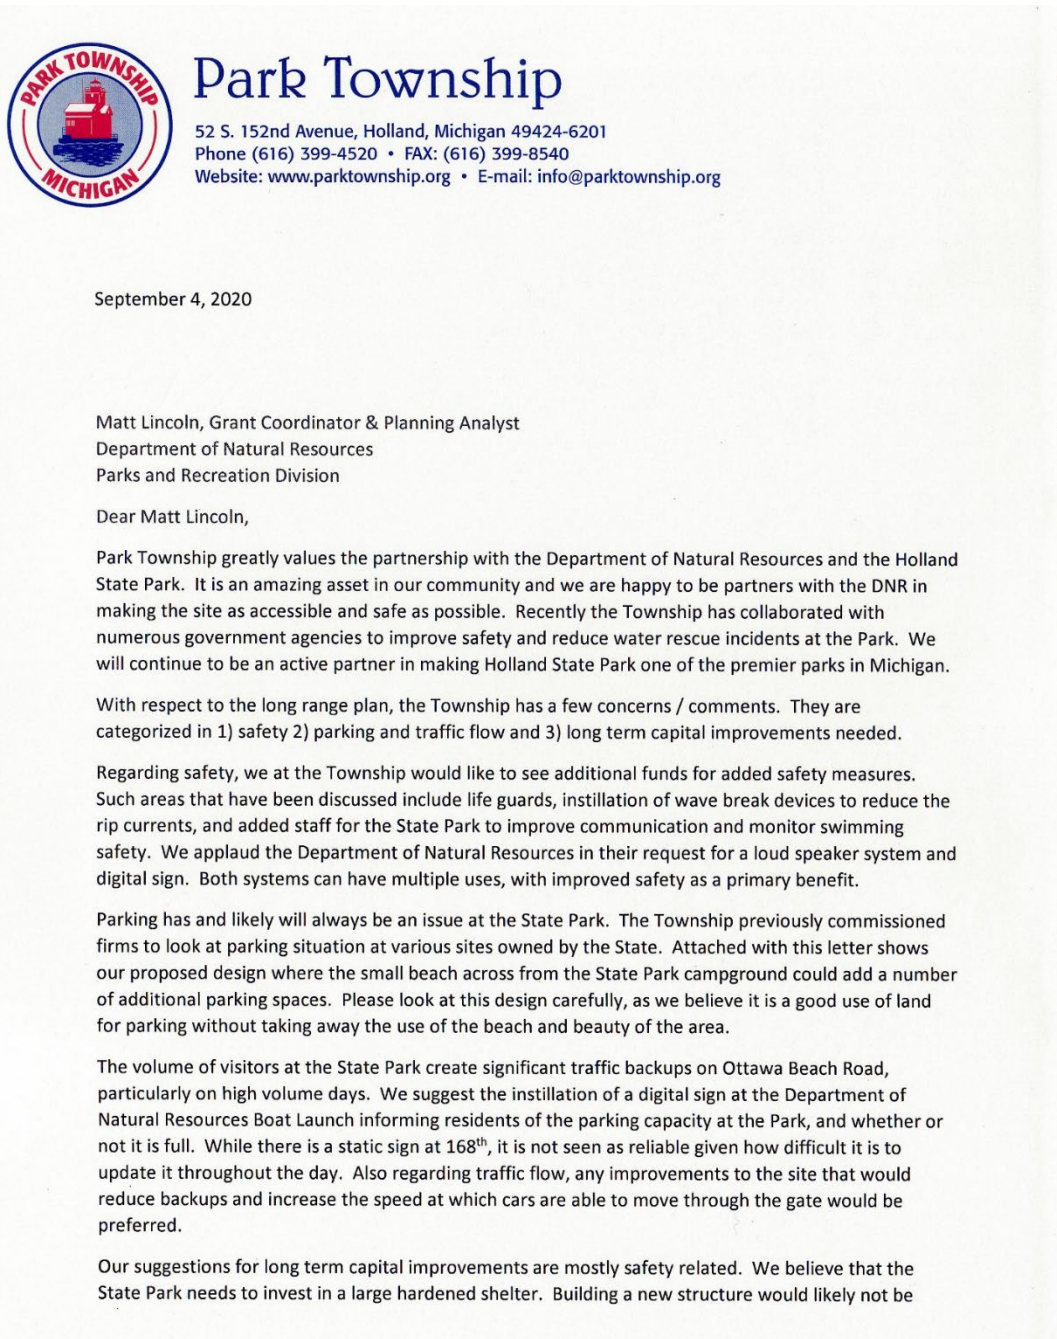 PARK TOWNSHIP
MICHIGAN
Park Township
52 S. 152nd Avenue, Holland, Michigan 49424-6201
Phone (616) 399-4520 • FAX: (616) 399-8540
Website: www.parktownship.org • E-mail: info@parktownship.org
September 4, 2020
Matt Lincoln, Grant Coordinator & Planning Analyst
Department of Natural Resources
Parks and Recreation Division
Dear Matt Lincoln,
Park Township greatly values the partnership with the Department of Natural Resources and the Holland
State Park.  It is an amazing asset in our community and we are happy to be partners with the DNR in
making the site as accessible and safe as possible.  Recently the Township has collaborated with
numerous government agencies to improve safety and reduce water rescue incidents at the Park.  We
will continue to be an active partner in making Holland State Park one of the premier parks in Michigan.
With respect to the long range plan, the Township has a few concerns / comments.  They are
categorized in 1) safety 2) parking and traffic flow and 3) long term capital improvements needed.
Regarding safety, we at the Township would like to see additional funds for added safety measures.
Such areas that have been discussed include life guards, instillation of wave break devices to reduce the
rip currents, and added staff for the State Park to improve communication and monitor swimming
safety.  We applaud the Department of Natural Resources in their request for a loud speaker system and
digital sign.  Both systems can have multiple uses, with improved safety as a primary benefit.
Parking has and likely will always be an issue at the State Park.  The Township previously commissioned
firms to look at parking situation at various sites owned by the State.  Attached with this letter shows
our proposed design where the small beach across from the State Park campground could add a number
of additional parking spaces.  Please look at this design carefully, as we believe it is a good use of land
for parking without taking away the use of the beach and beauty of the area.
The volume of visitors at the State Park create significant traffic backups on Ottawa Beach Road,
particularly on high volume days.  We suggest the instillation of a digital sign at the Department of
Natural Resources Boat Launch informing residents of the parking capacity at the Park, and whether or
not it is full.  While there is a static sign at 168th, it is not seen as reliable given how difficult it is to
update it throughout the day.  Also regarding traffic flow, any improvements to the site that would
reduce backups and increase the speed at which cars are able to move through the gate would be
preferred.
Our suggestions for long term capital improvements are mostly safety related.  We believe that the
State Park needs to invest in a large hardened shelter.  Building a new structure would likely not be